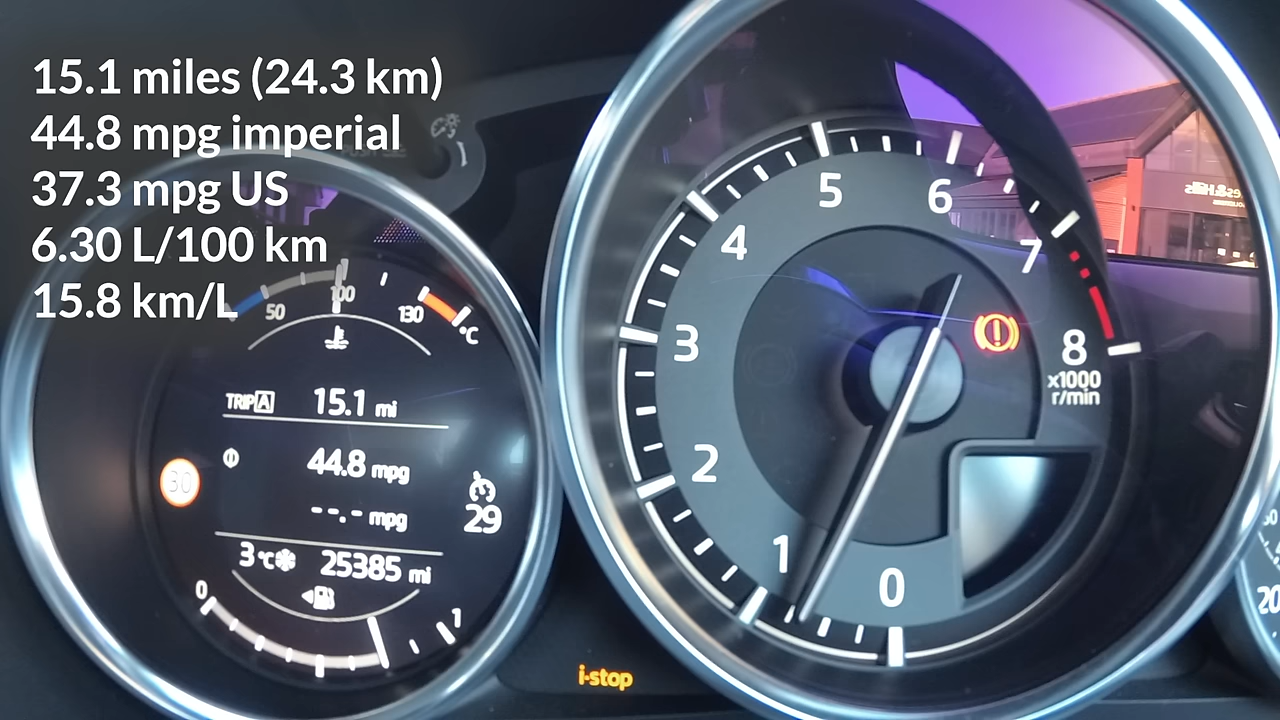 15.1 miles (24.3 km)
44.8 mpg imperial
37.3 mpg US
6.30 L/100 km
15.8 km/L
50
100
130
°C
TRIP A 15.1 mi
30
44.8 mpg
--.- mpg
29
3 °C 25385 mi
0
1
i-stop
0
1
2
3
4
5
6
7
8
x1000
r/min
20